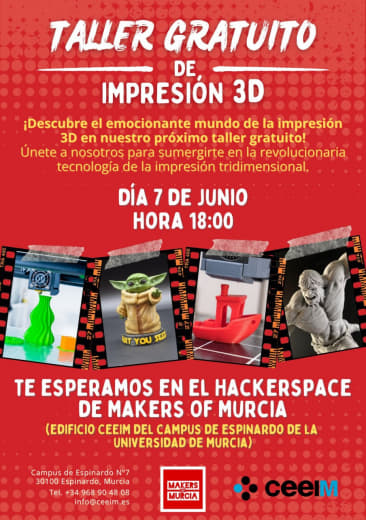 TALLER GRATUITO
DE
IMPRESIÓN 3D
¡Descubre el emocionante mundo de la impresión
3D en nuestro próximo taller gratuito!
Únete a nosotros para sumergirte en la revolucionaria
tecnología de la impresión tridimensional.
DÍA 7 DE JUNIO
HORA 18:00
TE ESPERAMOS EN EL HACKERSPACE
DE MAKERS OF MURCIA
(EDIFICIO CEEIM DEL CAMPUS DE ESPINARDO DE LA
UNIVERSIDAD DE MURCIA)
Campus de Espinardo Nº7
30100 Espinardo, Murcia
Tel. +34 968 90 48 08
info@ceeim.es
MAKERS
MURCIA
ceeiM